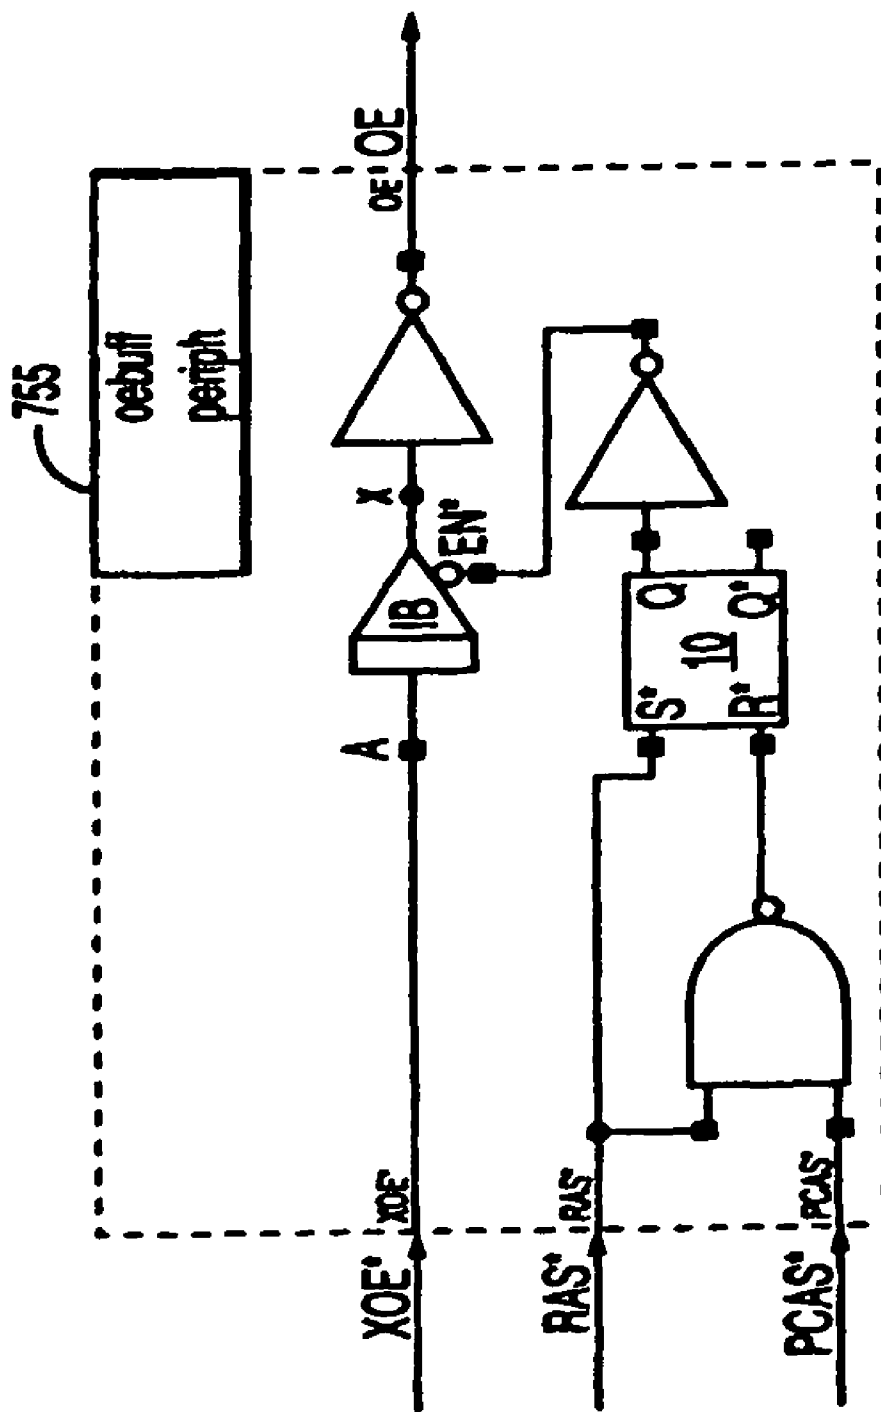 755
oebuff
periph
XOE*
XOE*
A
IB
EN*
X
OE
OE
RAS*
RAS*
S*
Q
10
R*
Q*
PCAS*
PCAS*